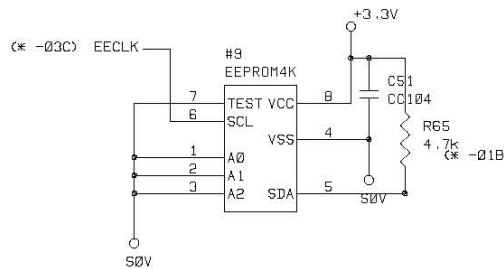 +3.3V
(* -03C) EECLK
#9
EEPROM4K
C51
CC104
7 TEST VCC 8
6 SCL
R65
4.7k
(* -01B
VSS 4
1 A0
2 A1
3 A2 SDA 5
S0V
S0V